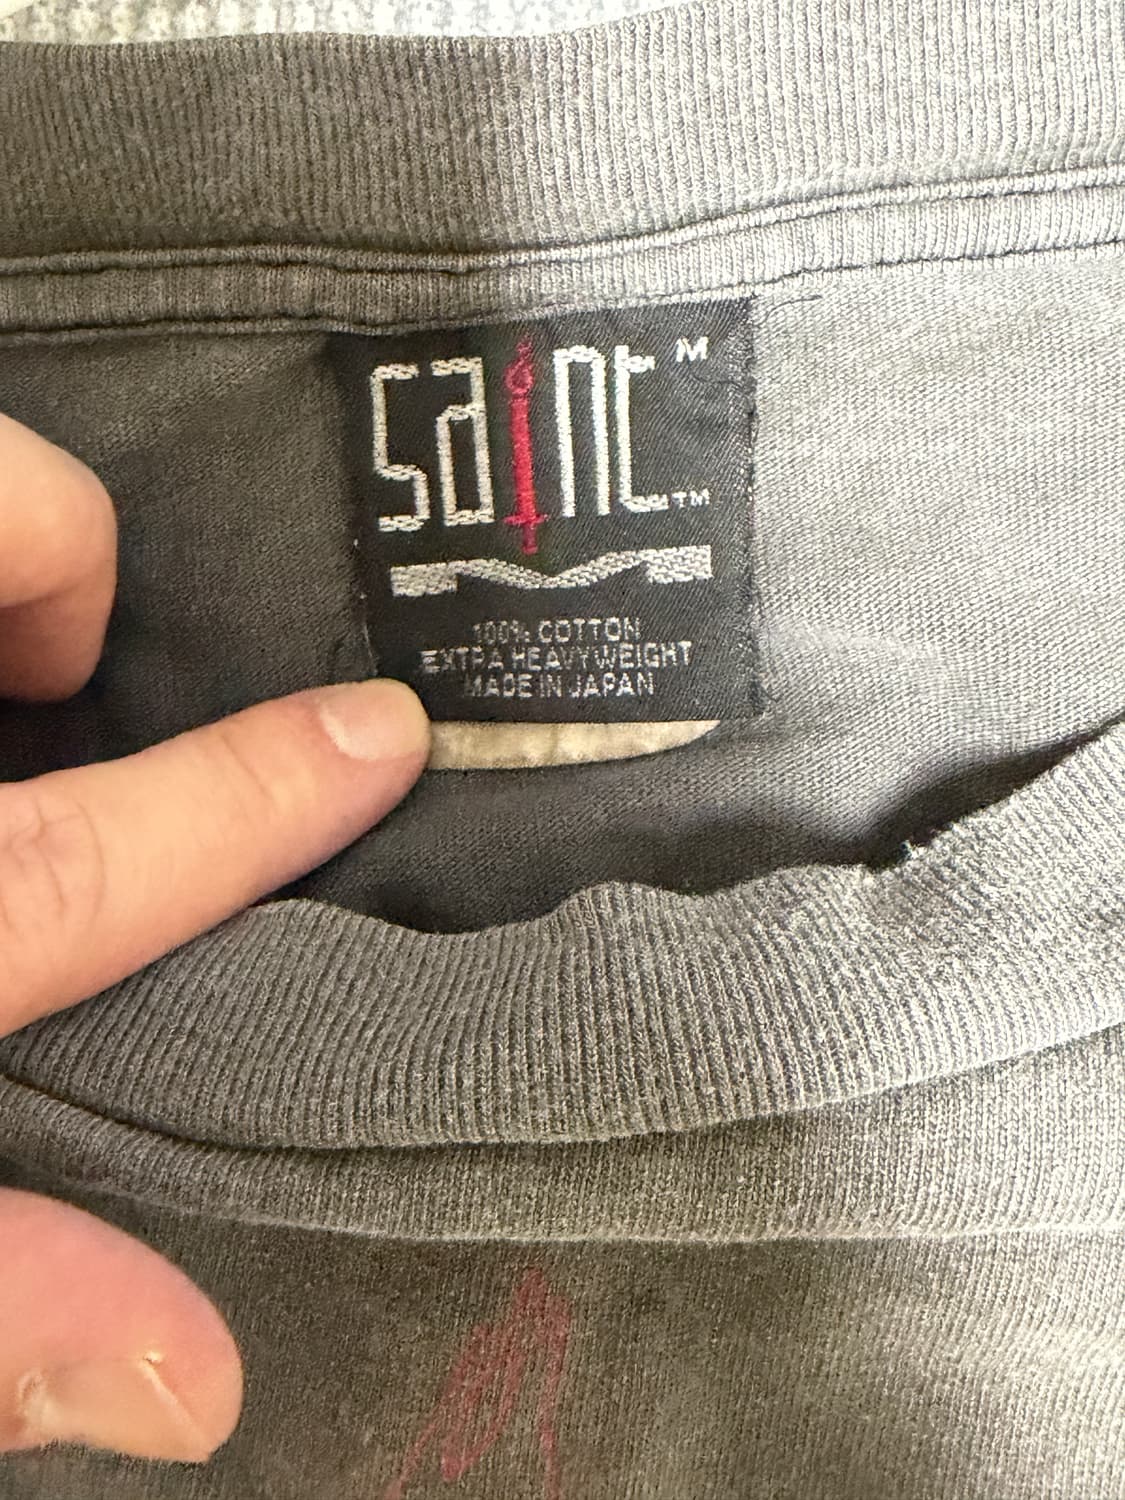 saint M
™
100% COTTON
EXTRA HEAVYWEIGHT
MADE IN JAPAN